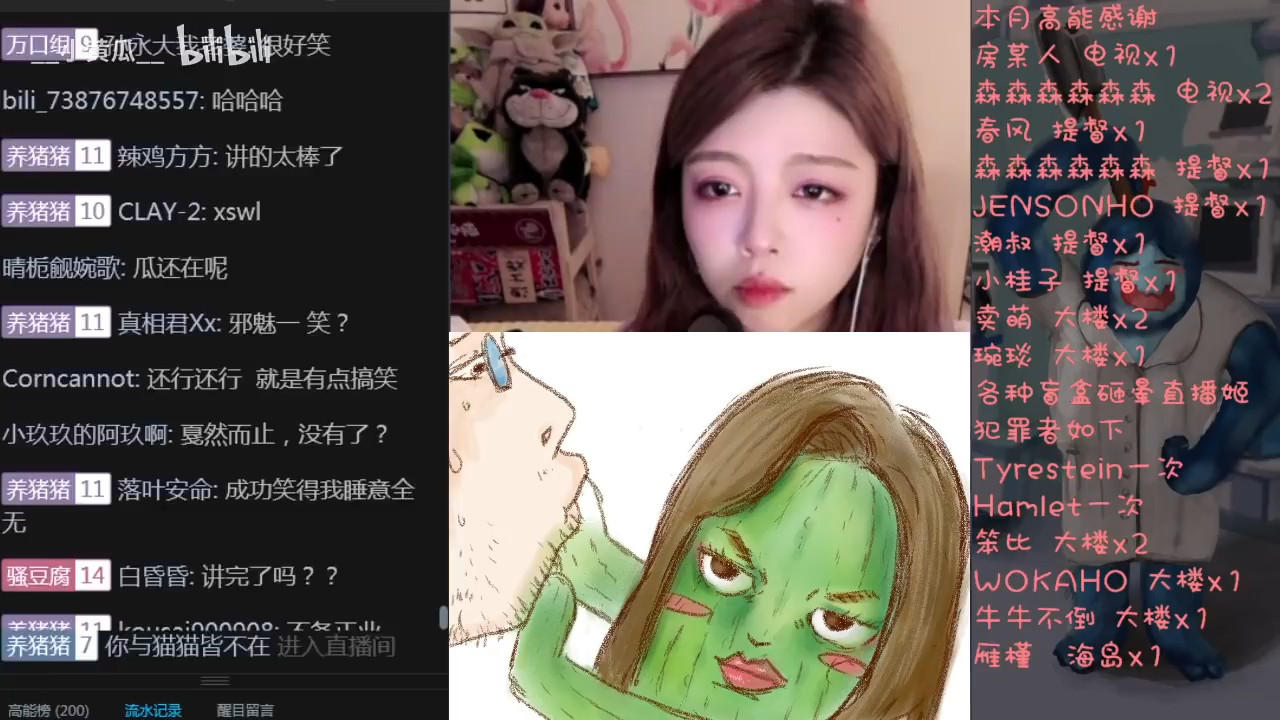 万口组 9
bilibili
很好笑
bili_73876748557: 哈哈哈
养猪猪 11 辣鸡方方: 讲的太棒了
养猪猪 10 CLAY-2: xswl
晴栀觎婉歌: 瓜还在呢
养猪猪 11 真相君Xx: 邪魅一 笑？
Corncannot: 还行还行 就是有点搞笑
小玖玖的阿玖啊: 戛然而止，没有了？
养猪猪 11 落叶安命: 成功笑得我睡意全
无
骚豆腐 14 白昏昏: 讲完了吗？？
养猪猪 7 你与猫猫皆不在 进入直播间
高能榜 (200) 流水记录 醒目留言
本月高能感谢
房某人 电视x1
森森森森森森 电视x2
春风 提督x1
森森森森森森 提督x1
JENSONHO 提督x1
潮叔 提督x1
小桂子 提督x1
卖萌 大楼x2
琬琰 大楼x1
各种盲盒砸晕直播姬
犯罪者如下
Tyrestein一次
Hamlet一次
笨比 大楼x2
WOKAHO 大楼x1
牛牛不倒 大楼x1
雁槿 海岛x1